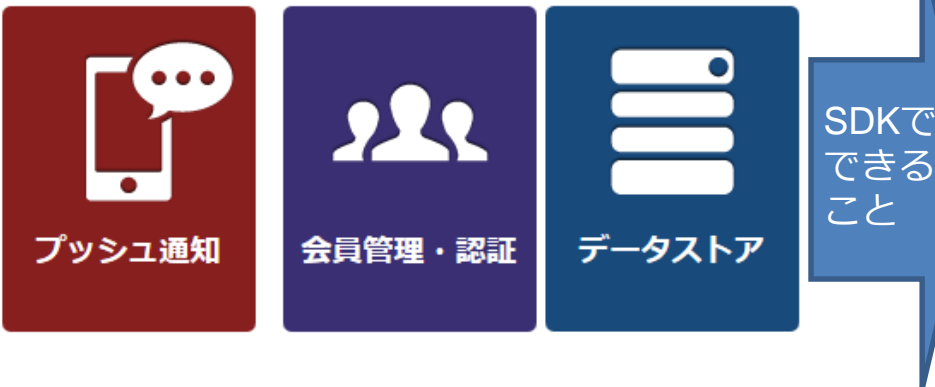 プッシュ通知
会員管理・認証
データストア
SDKで
できる
こと